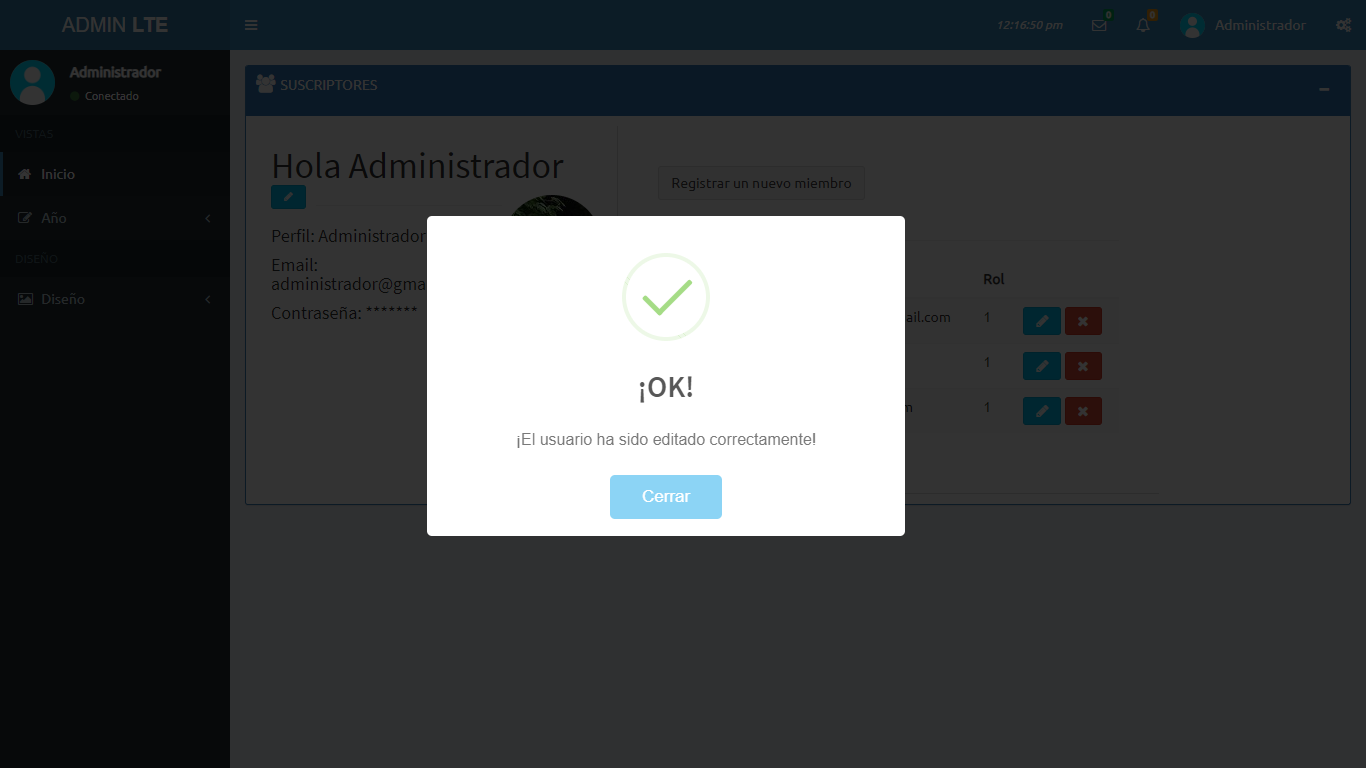 ADMIN LTE
12:16:50 pm
0
0
Administrador
Administrador
Conectado
VISTAS
Inicio
Año
DISEÑO
Diseño
SUSCRIPTORES
Hola Administrador
Perfil: Administrador
Email:
administrador@gma
Contraseña: *******
Registrar un nuevo miembro
Rol
ail.com 1
1
m 1
¡OK!
¡El usuario ha sido editado correctamente!
Cerrar